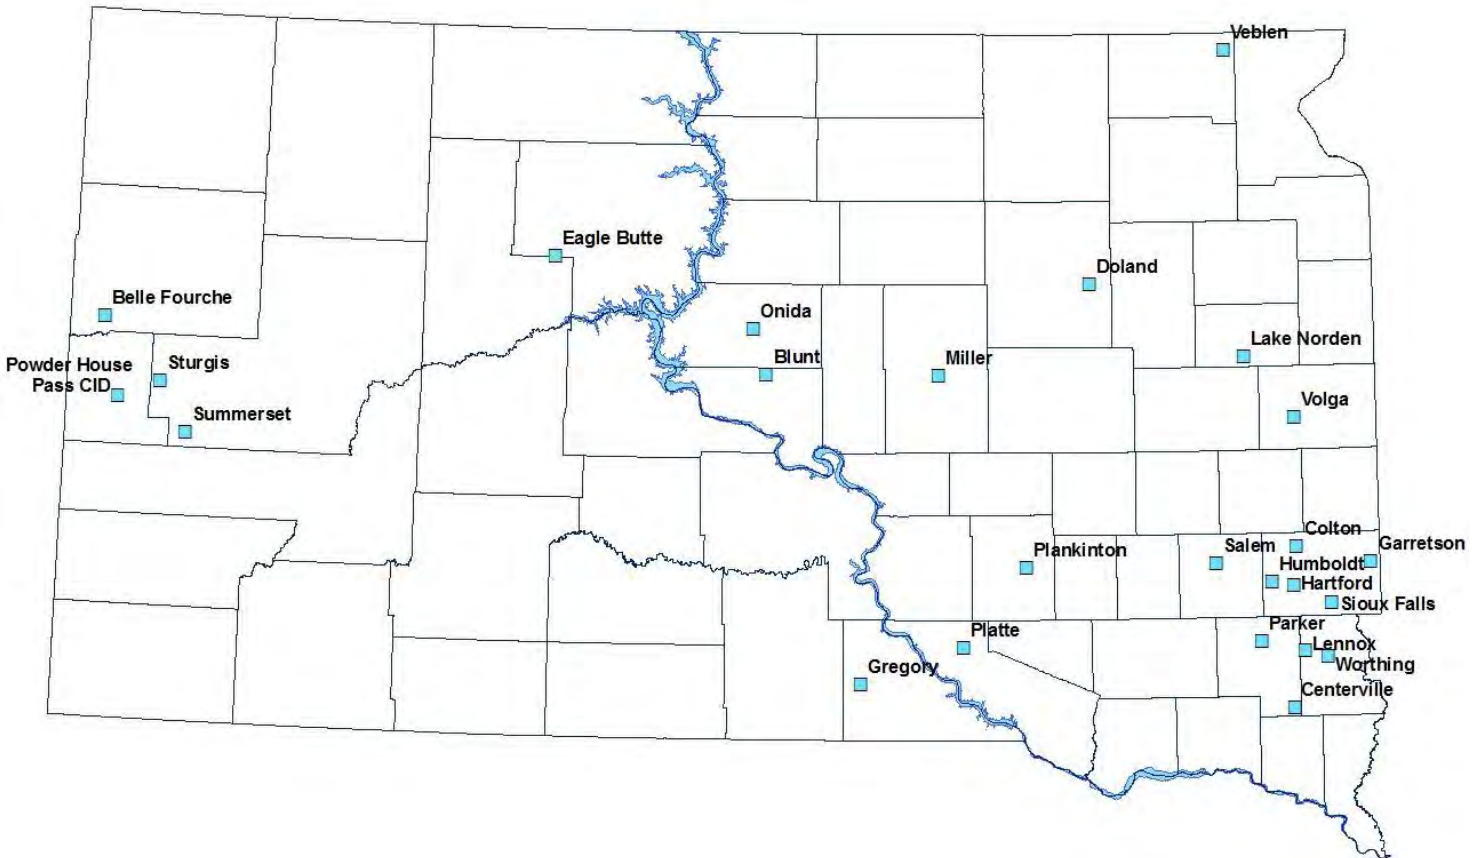 Veblen
Eagle Butte
Doland
Belle Fourche
Onida
Lake Norden
Blunt
Miller
Powder House
Pass CID
Sturgis
Volga
Summerset
Colton
Garretson
Plankinton
Salem
Humboldt
Hartford
Sioux Falls
Parker
Platte
Lennox
Worthing
Gregory
Centerville